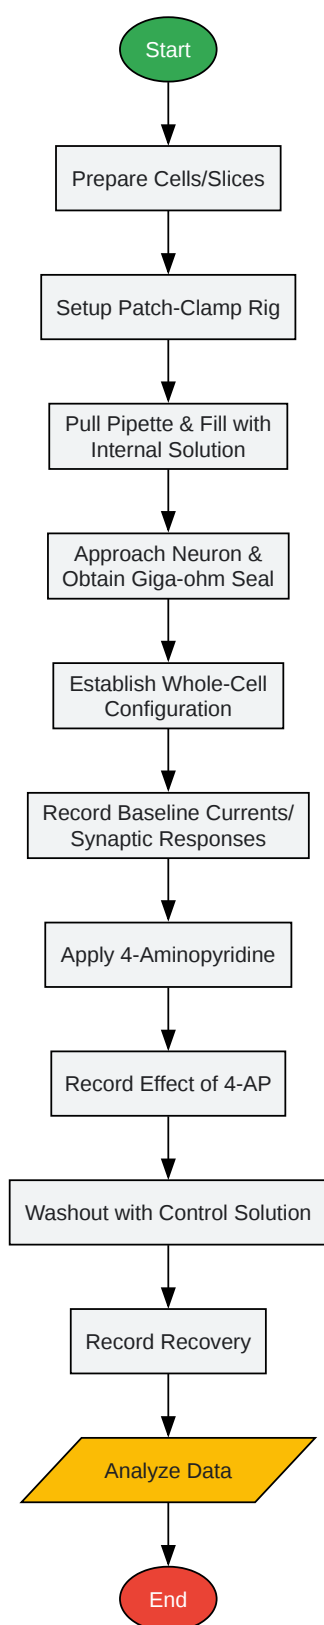 Start
Prepare Cells/Slices
Setup Patch-Clamp Rig
Pull Pipette & Fill with
Internal Solution
Approach Neuron &
Obtain Giga-ohm Seal
Establish Whole-Cell
Configuration
Record Baseline Currents/
Synaptic Responses
Apply 4-Aminopyridine
Record Effect of 4-AP
Washout with Control Solution
Record Recovery
Analyze Data
End